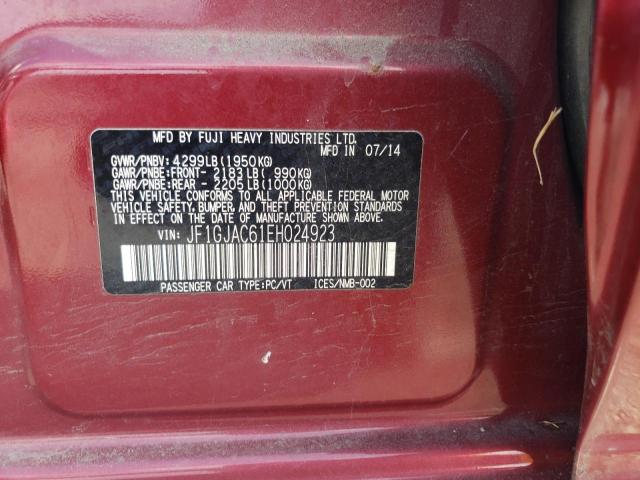 MFD BY FUJI HEAVY INDUSTRIES LTD.
MFD IN 07/14
GVWR/PNBV: 4299LB (1950KG)
GAWR/PNBE:FRONT- 2183LB ( 990KG)
GAWR/PNBE:REAR - 2205LB (1000KG)
THIS VEHICLE CONFORMS TO ALL APPLICABLE FEDERAL MOTOR
VEHICLE SAFETY, BUMPER, AND THEFT PREVENTION STANDARDS
IN EFFECT ON THE DATE OF MANUFACTURE SHOWN ABOVE.
VIN: JF1GJAC61EH024923
PASSENGER CAR TYPE:PC/VT ICES/NMB-002